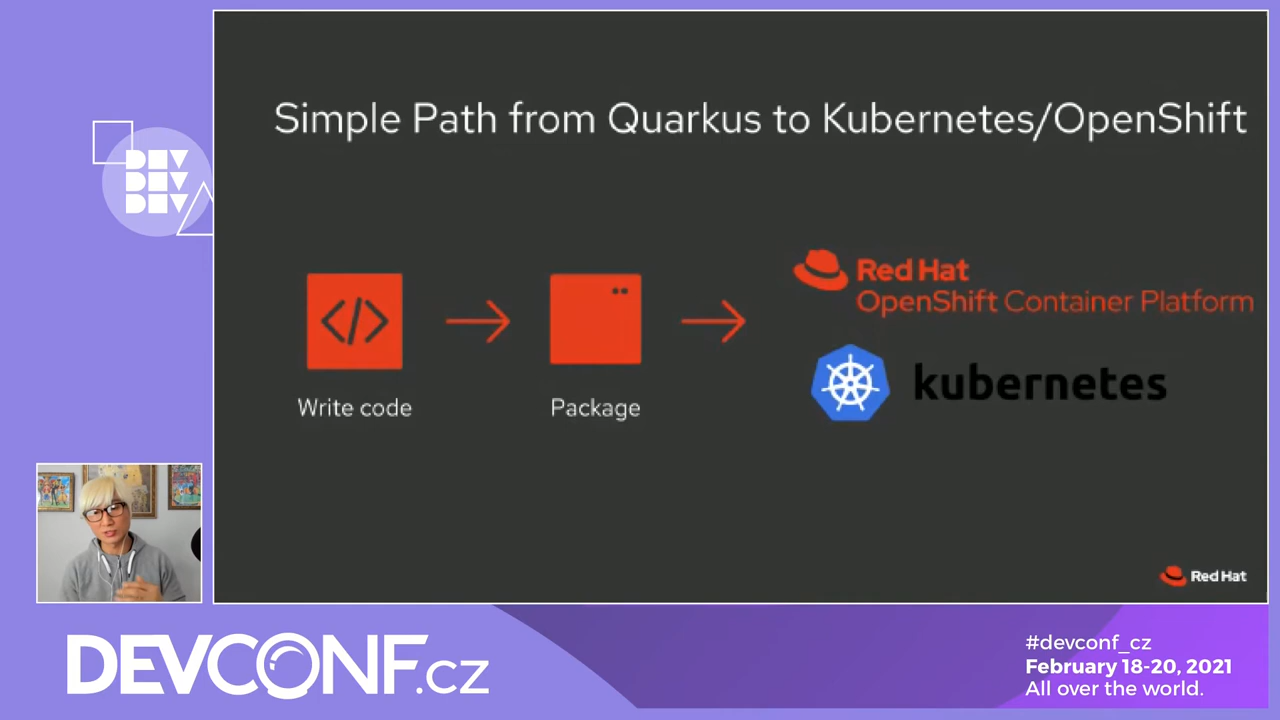 DEV
DEV
DEV
Simple Path from Quarkus to Kubernetes/OpenShift
</>
Write code
Package
Red Hat
OpenShift Container Platform
kubernetes
Red Hat
DEVCONF.cz
#devconf_cz
February 18-20, 2021
All over the world.